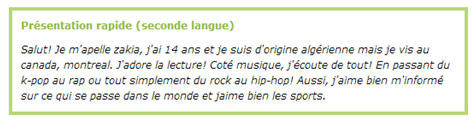 Présentation rapide (seconde langue)
Salut! Je m'apelle zakia, j'ai 14 ans et je suis d'origine algérienne mais je vis au
canada, montreal. J'adore la lecture! Coté musique, j'écoute de tout! En passant du
k-pop au rap ou tout simplement du rock au hip-hop! Aussi, j'aime bien m'informé
sur ce qui se passe dans le monde et jaime bien les sports.